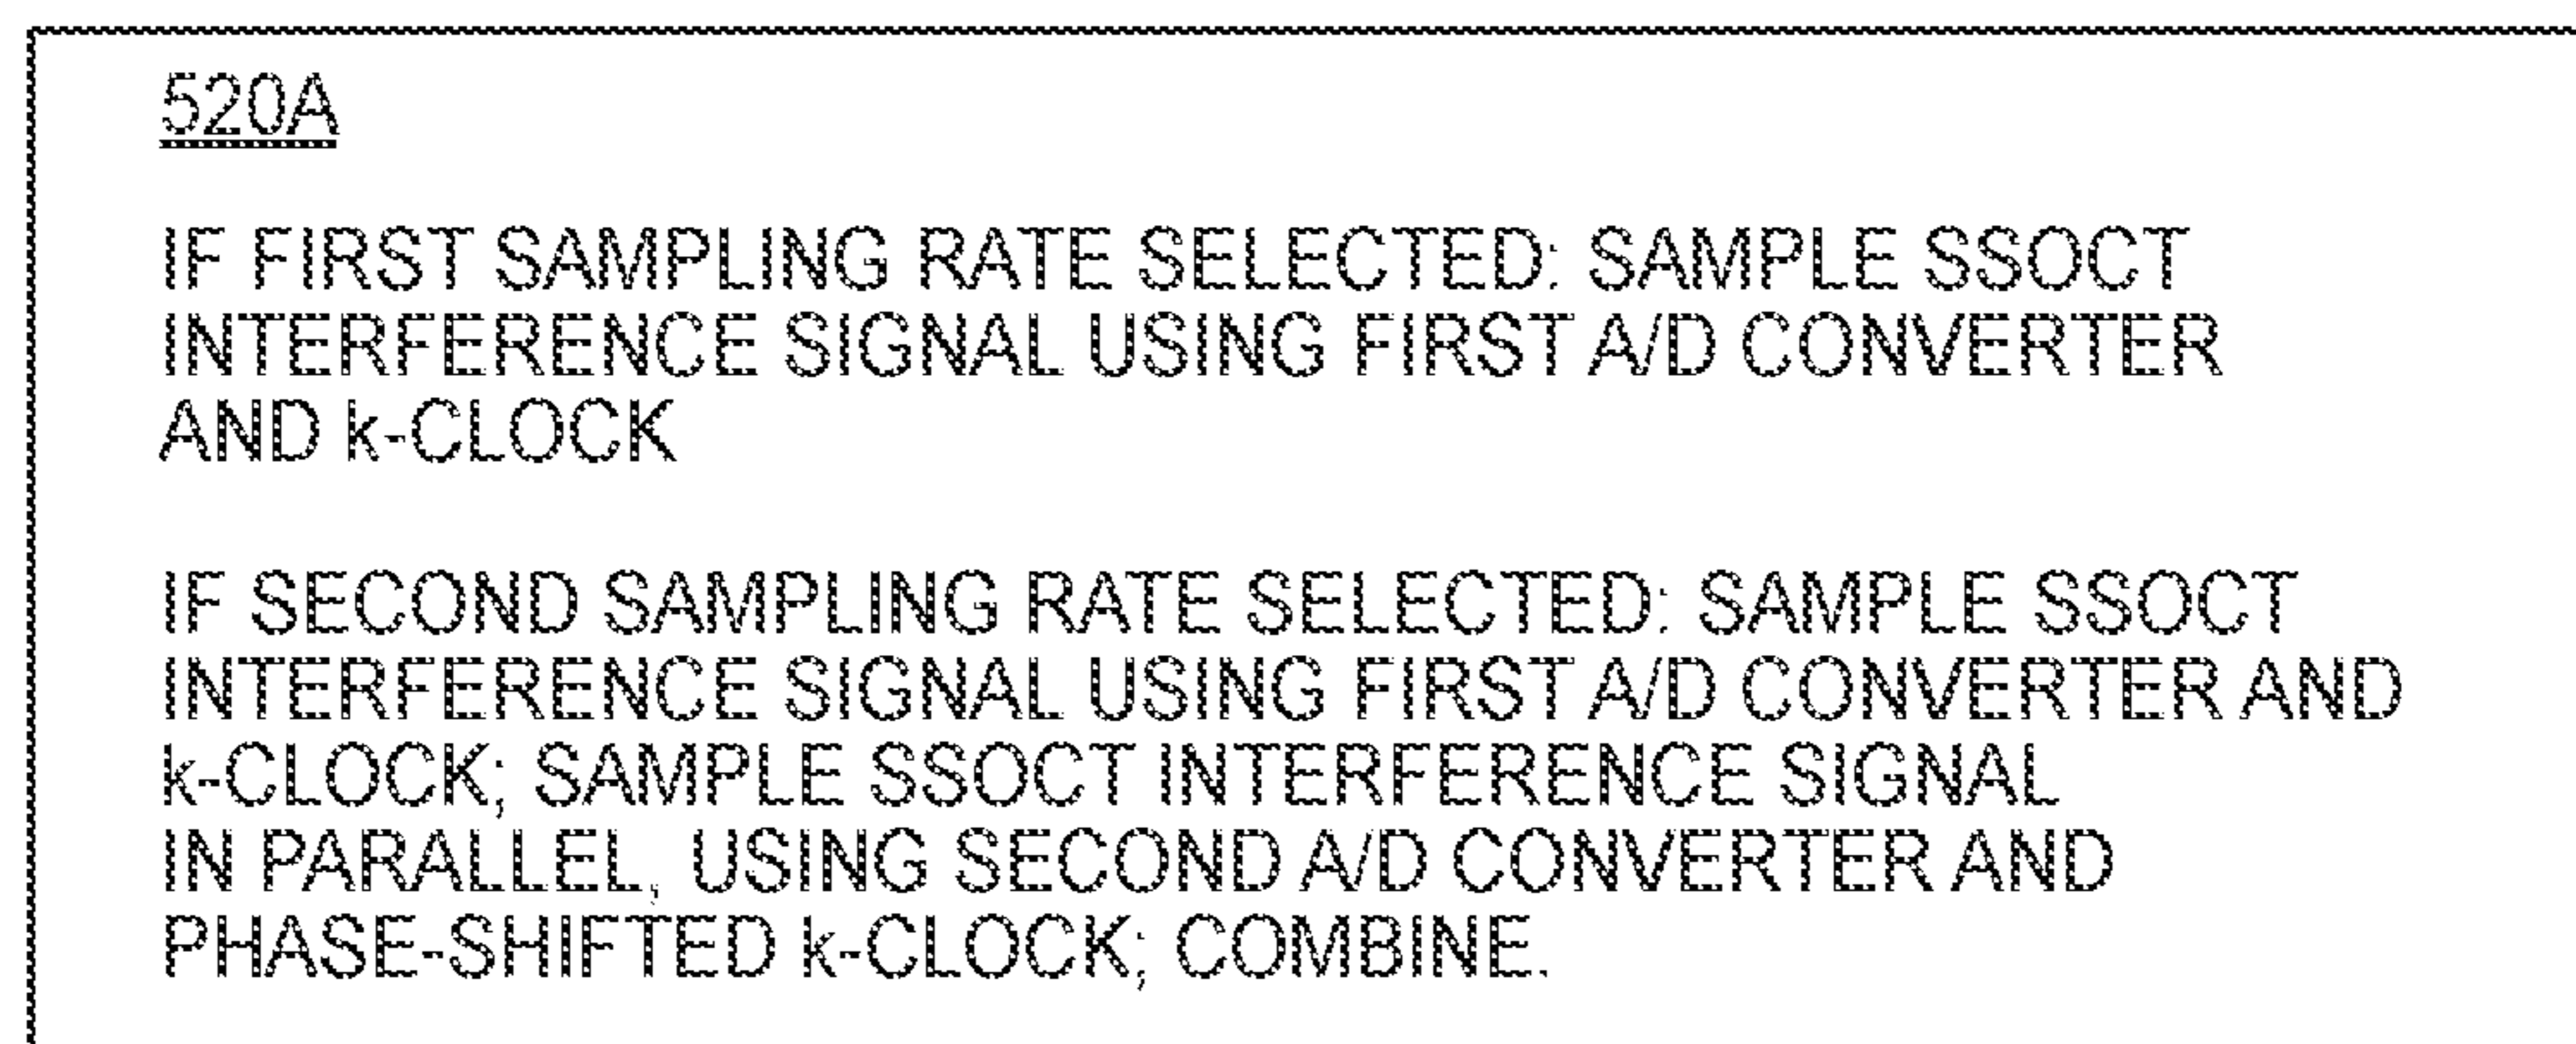 520A
IF FIRST SAMPLING RATE SELECTED: SAMPLE SSOCT
INTERFERENCE SIGNAL USING FIRST A/D CONVERTER
AND k-CLOCK
IF SECOND SAMPLING RATE SELECTED: SAMPLE SSOCT
INTERFERENCE SIGNAL USING FIRST A/D CONVERTER AND
k-CLOCK; SAMPLE SSOCT INTERFERENCE SIGNAL
IN PARALLEL, USING SECOND A/D CONVERTER AND
PHASE-SHIFTED k-CLOCK; COMBINE.